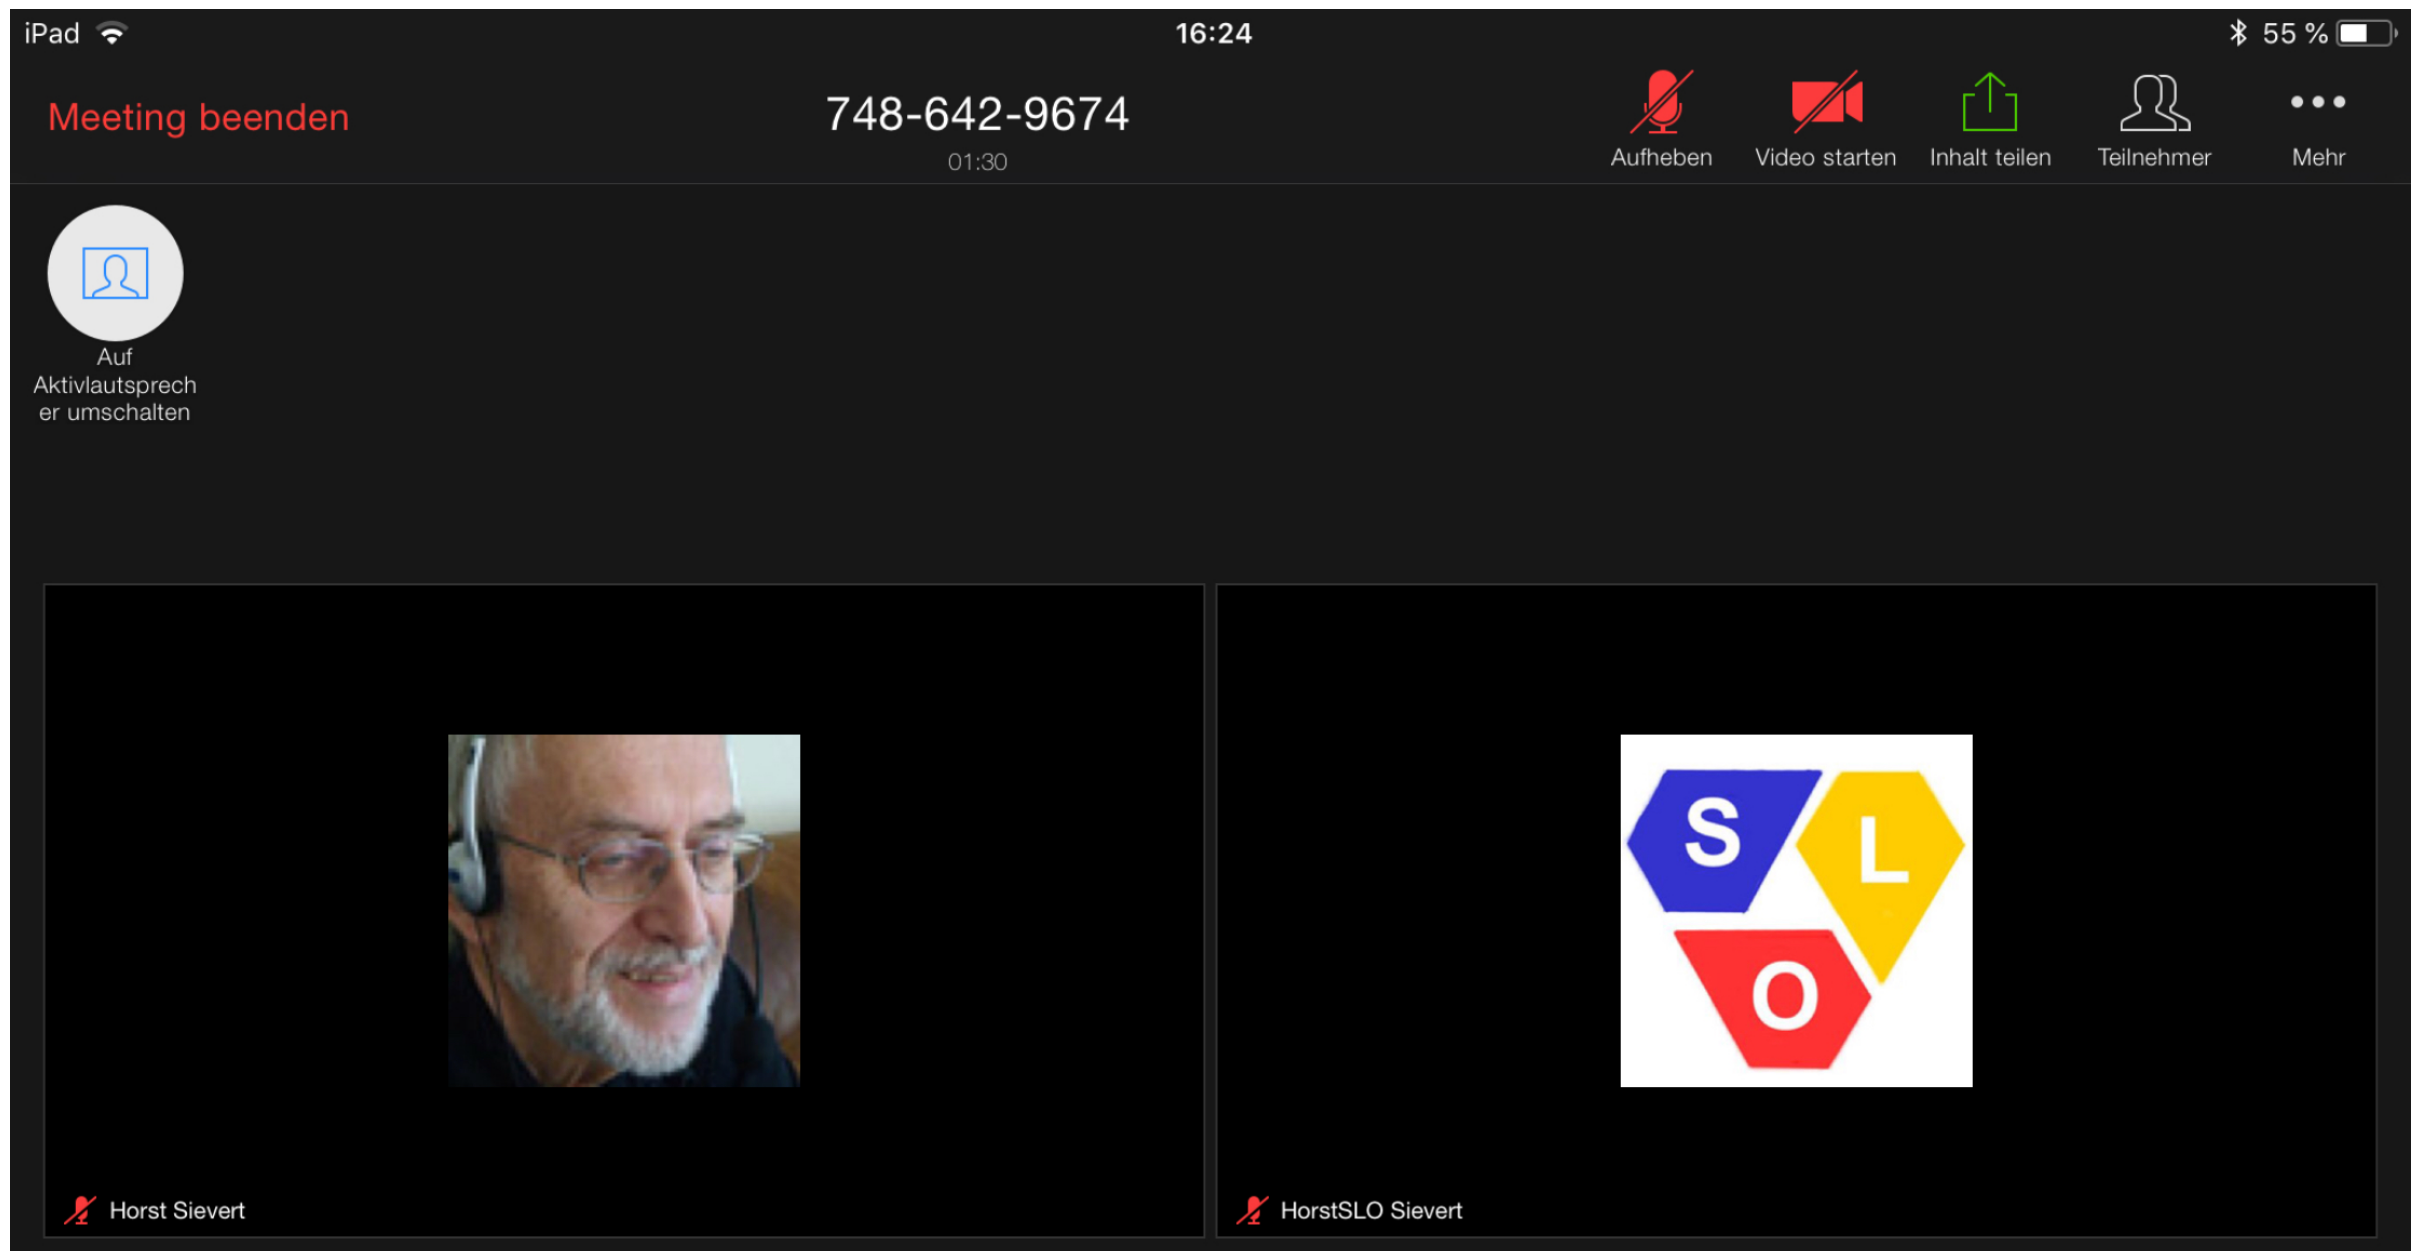 iPad 16:24 55 %
Meeting beenden 748-642-9674
01:30
Aufheben Video starten Inhalt teilen Teilnehmer Mehr
Auf
Aktivlautsprech
er umschalten
S L
O
Horst Sievert HorstSLO Sievert